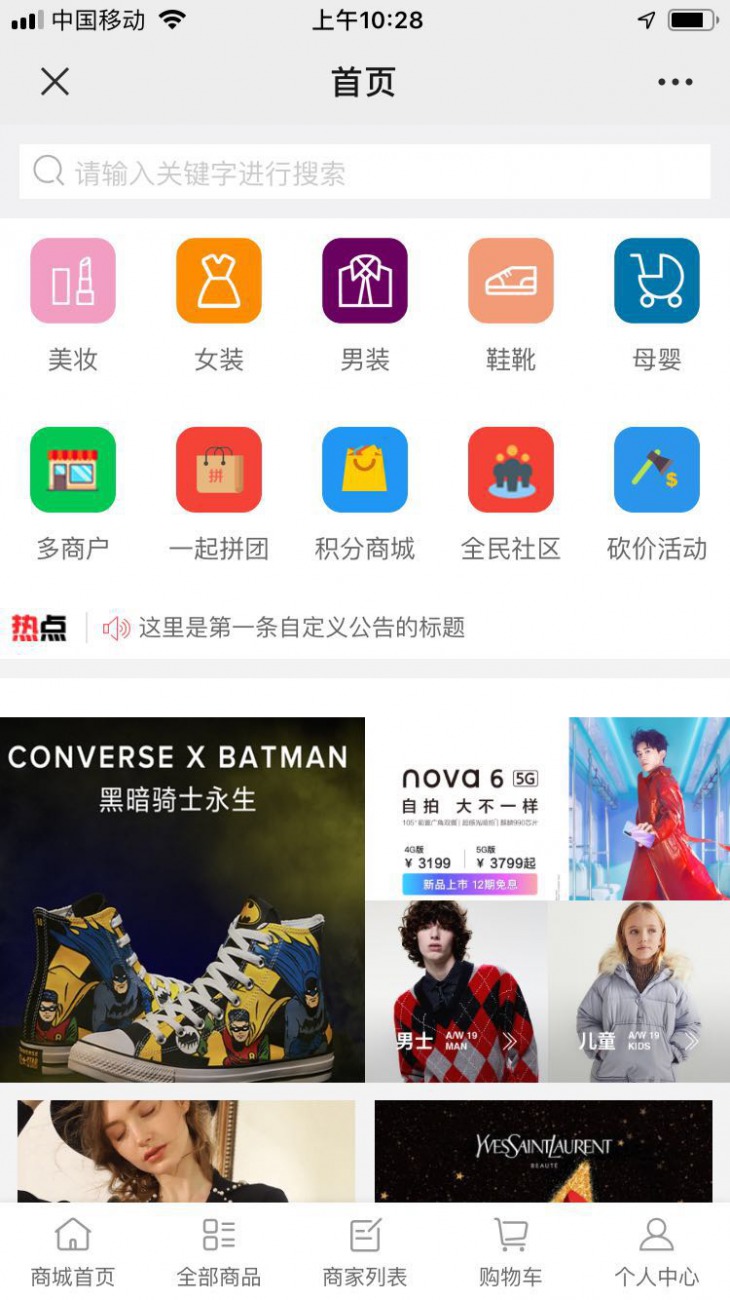 中国移动 上午10:28
首页
请输入关键字进行搜索
美妆 女装 男装 鞋靴 母婴
拼
$
多商户 一起拼团 积分商城 全民社区 砍价活动
热点 这里是第一条自定义公告的标题
CONVERSE X BATMAN
黑暗骑士永生
nova 6 5G
自拍 大不一样
4G版 5G版
¥ 3199 ¥ 3799起
新品上市 12期免息
男士 A/W 19 MAN
儿童 A/W 19 KIDS
YVESSAINTLAURENT
BEAUTÉ
商城首页 全部商品 商家列表 购物车 个人中心